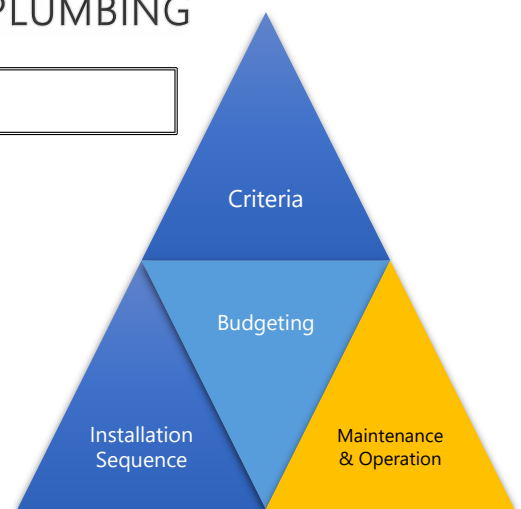 PLUMBING
Criteria
Budgeting
Installation
Sequence
Maintenance
& Operation